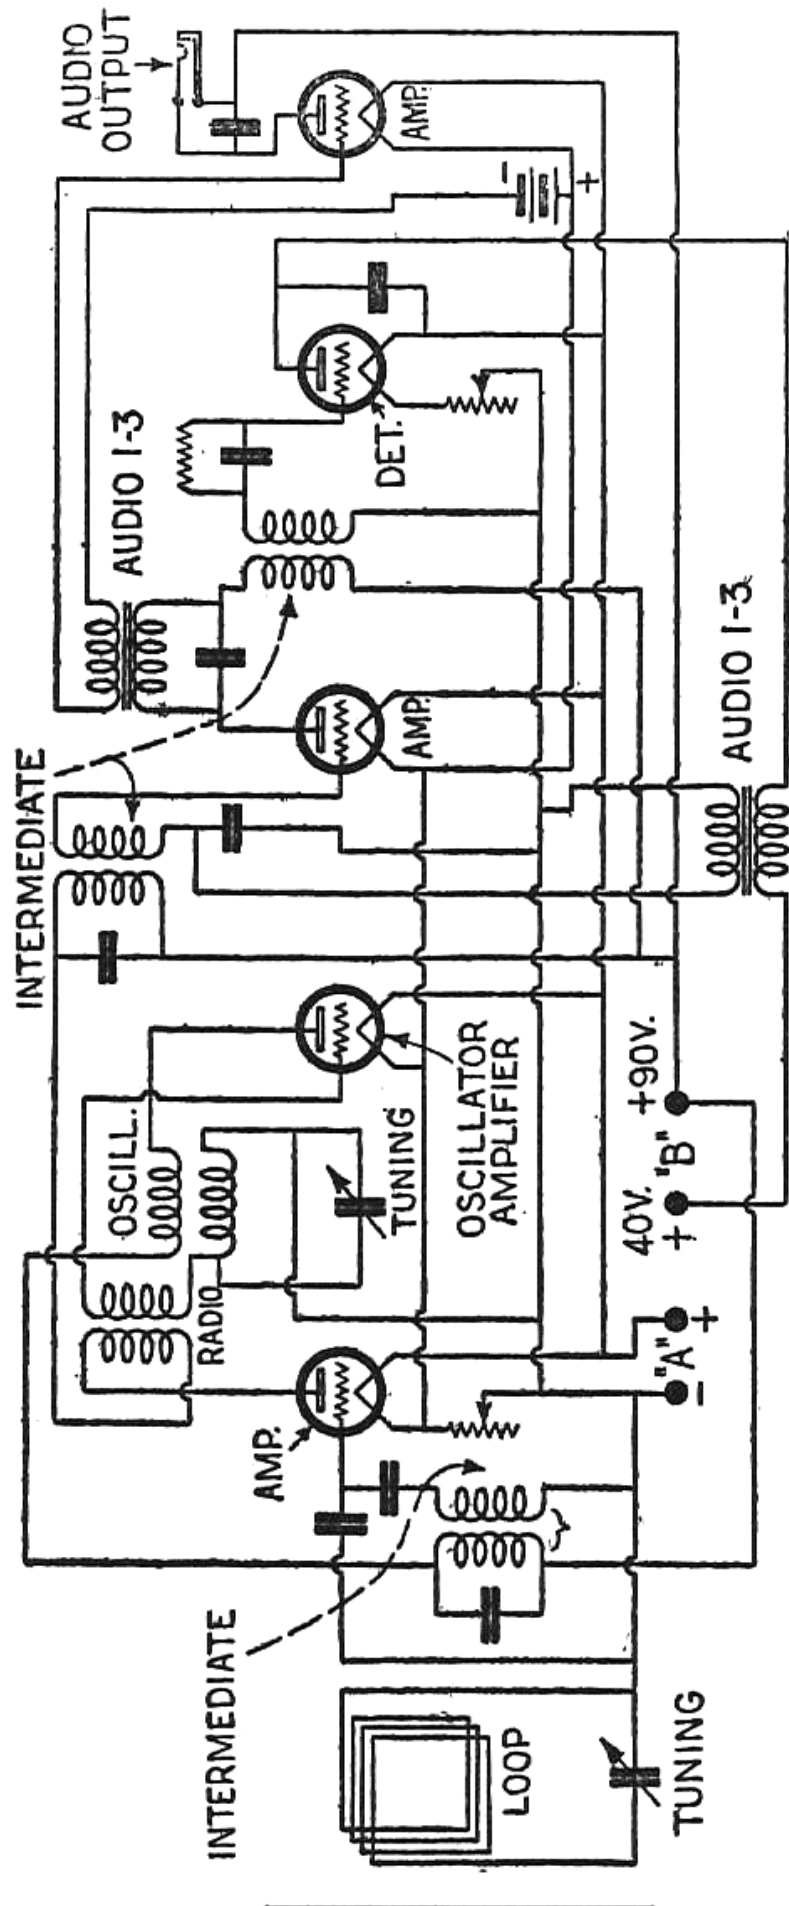 AUDIO
OUTPUT
AMP.
-
+
AUDIO 1-3
DET.
INTERMEDIATE
AMP.
AUDIO 1-3
OSCILL.
OSCILLATOR
AMPLIFIER
TUNING
RADIO
+90V.
"B"
40V.
+
AMP.
"A"
+
-
INTERMEDIATE
LOOP
TUNING